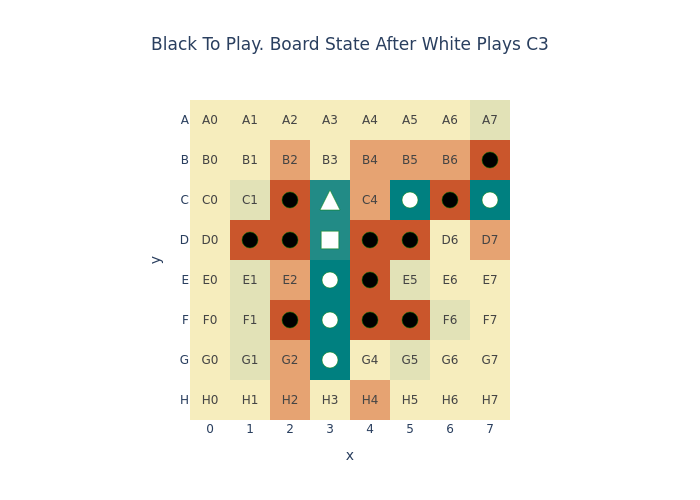 Black To Play. Board State After White Plays C3
A A0 A1 A2 A3 A4 A5 A6 A7
B B0 B1 B2 B3 B4 B5 B6
C C0 C1 C4
D D0 D6 D7
E E0 E1 E2 E5 E6 E7
F F0 F1 F6 F7
G G0 G1 G2 G4 G5 G6 G7
H H0 H1 H2 H3 H4 H5 H6 H7
0 1 2 3 4 5 6 7
x
y